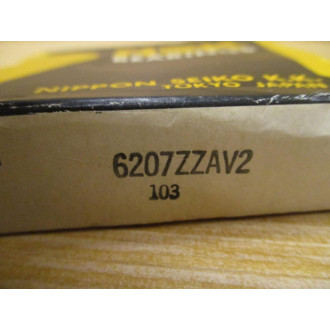 NIPPON SEIKO K.K.
TOKYO JAPAN
6207ZZAV2
103